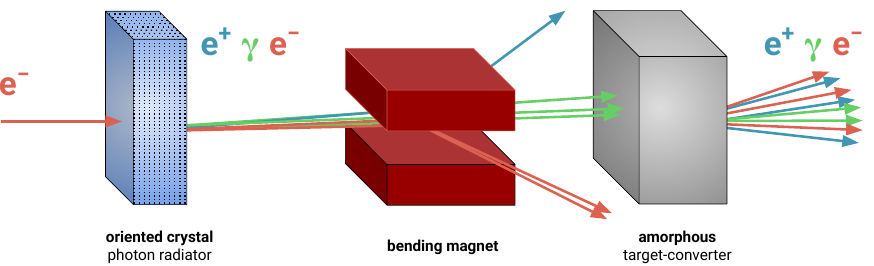 e⁻
e⁺ γ e⁻
e⁺ γ e⁻
oriented crystal
photon radiator
bending magnet
amorphous
target-converter